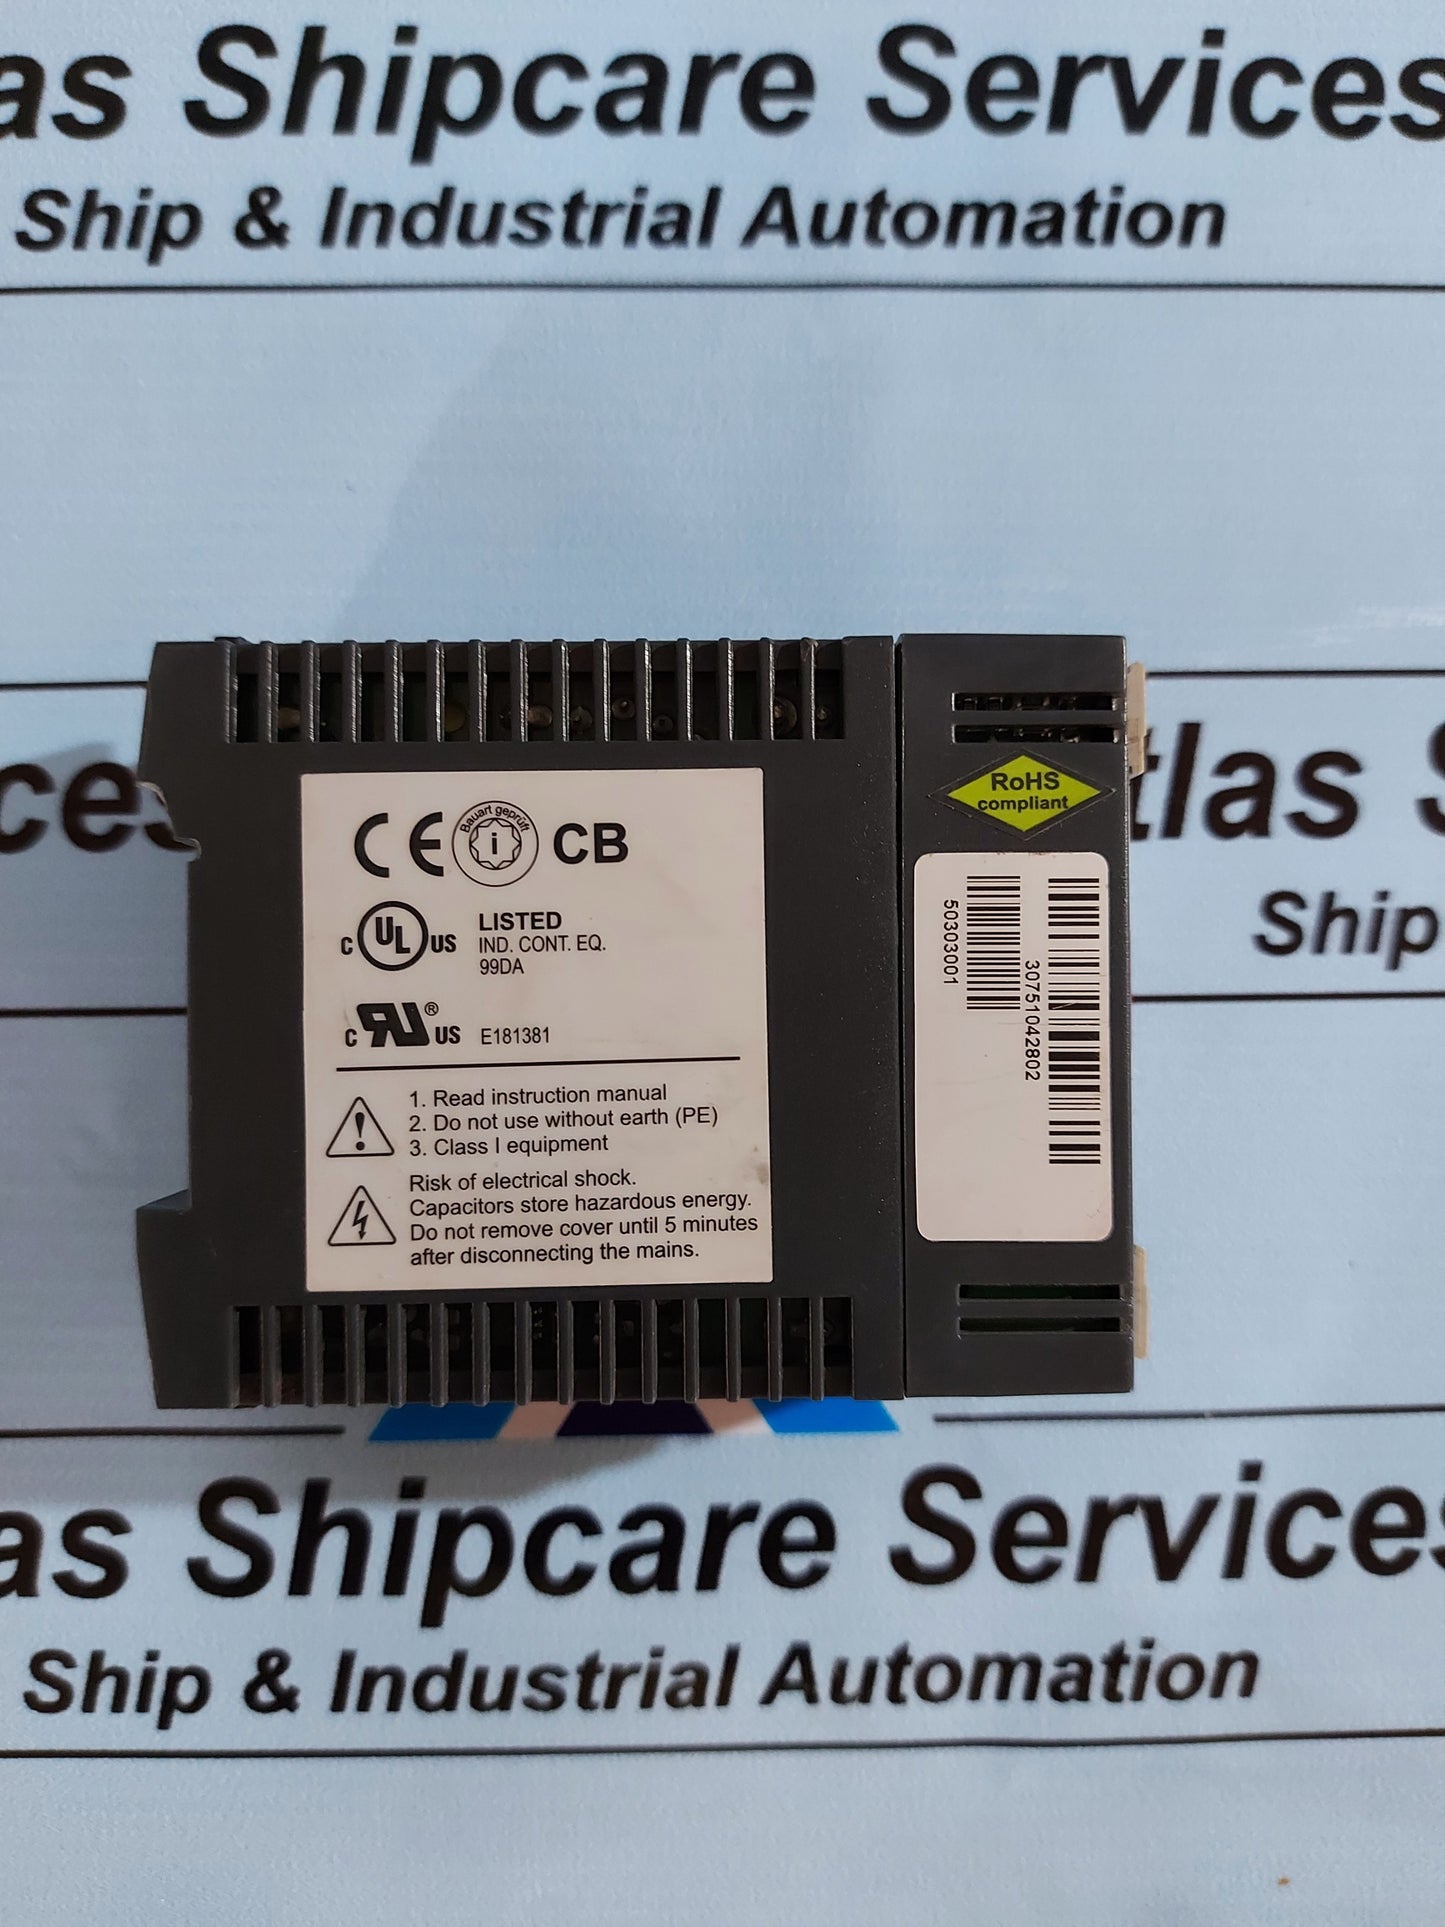 as Shipcare Services
Ship & Industrial Automation
ces
tlas S
Ship
CE
Bauart geprüft
i
CB
C UL US
LISTED
IND. CONT. EQ.
99DA
C RU ® US
E181381
1. Read instruction manual
2. Do not use without earth (PE)
3. Class I equipment
Risk of electrical shock.
Capacitors store hazardous energy.
Do not remove cover until 5 minutes
after disconnecting the mains.
RoHS
compliant
30751042802
50303001
as Shipcare Services
Ship & Industrial Automation